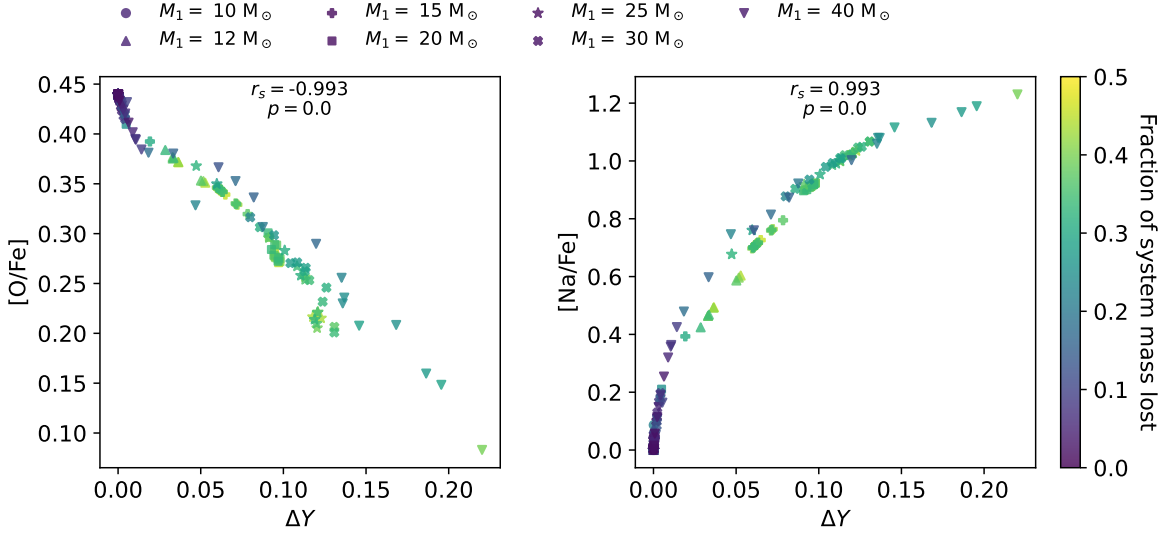 M₁ = 10 M☉ M₁ = 15 M☉ M₁ = 25 M☉ M₁ = 40 M☉
M₁ = 12 M☉ M₁ = 20 M☉ M₁ = 30 M☉
[O/Fe]
0.45
0.40
0.35
0.30
0.25
0.20
0.15
0.10
rₛ = -0.993
p = 0.0
0.00 0.05 0.10 0.15 0.20
ΔY
[Na/Fe]
1.2
1.0
0.8
0.6
0.4
0.2
0.0
rₛ = 0.993
p = 0.0
0.00 0.05 0.10 0.15 0.20
ΔY
0.5
0.4
0.3
0.2
0.1
0.0
Fraction of system mass lost